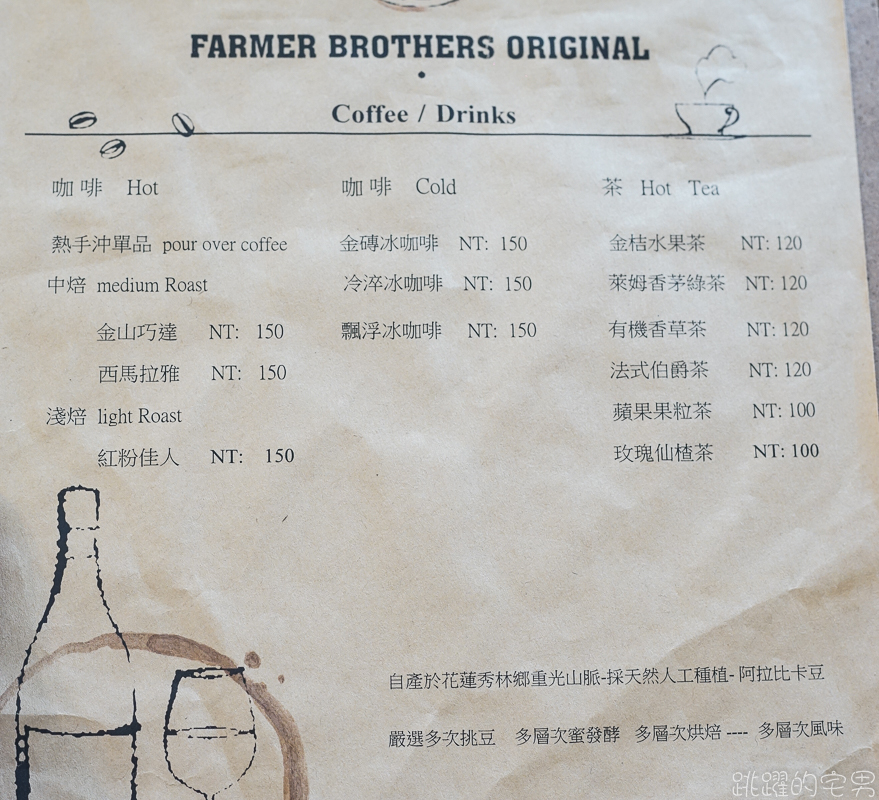 FARMER BROTHERS ORIGINAL
Coffee / Drinks
咖 啡 Hot
熱手沖單品 pour over coffee
中焙 medium Roast
金山巧達 NT: 150
西馬拉雅 NT: 150
淺焙 light Roast
紅粉佳人 NT: 150
咖 啡 Cold
金磚冰咖啡 NT: 150
冷淬冰咖啡 NT: 150
飄浮冰咖啡 NT: 150
茶 Hot Tea
金桔水果茶 NT: 120
萊姆香茅綠茶 NT: 120
有機香草茶 NT: 120
法式伯爵茶 NT: 120
蘋果果粒茶 NT: 100
玫瑰仙楂茶 NT: 100
自產於花蓮秀林鄉重光山脈-採天然人工種植- 阿拉比卡豆
嚴選多次挑豆 多層次蜜發酵 多層次烘焙 ---- 多層次風味
跳躍的宅男